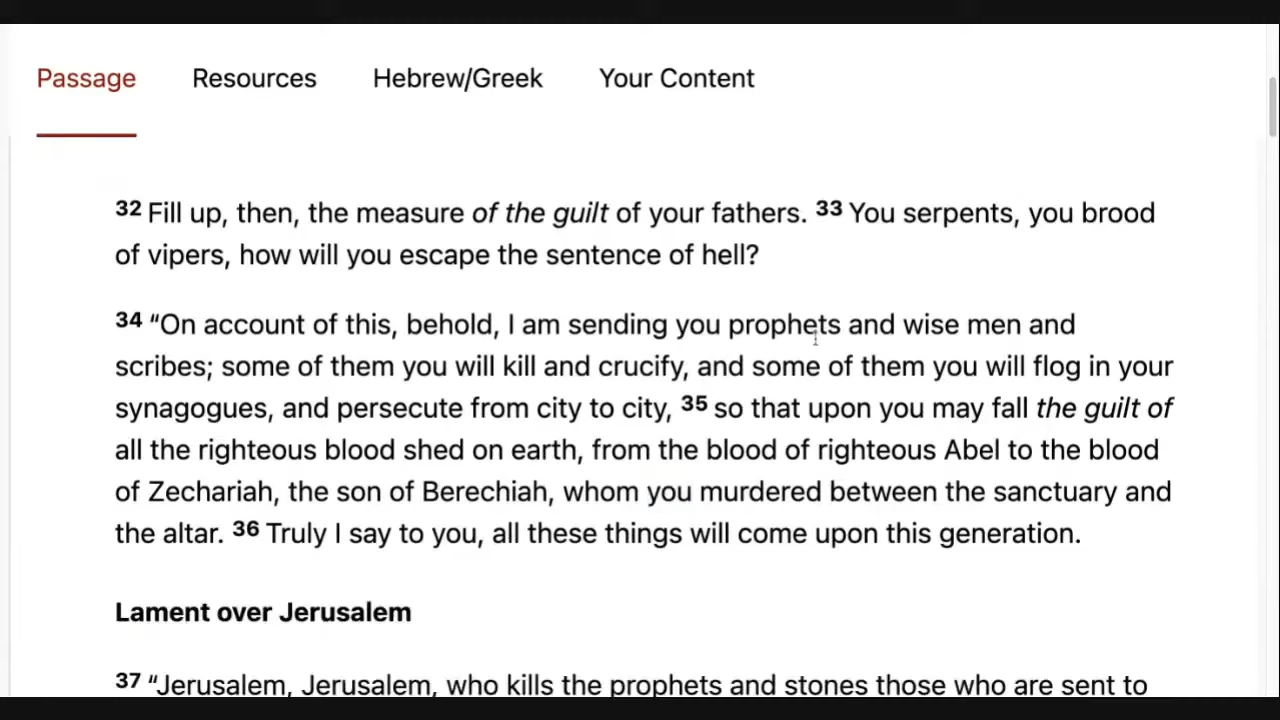 Passage Resources Hebrew/Greek Your Content
32 Fill up, then, the measure of the guilt of your fathers. 33 You serpents, you brood
of vipers, how will you escape the sentence of hell?
34 “On account of this, behold, I am sending you prophets and wise men and
scribes; some of them you will kill and crucify, and some of them you will flog in your
synagogues, and persecute from city to city, 35 so that upon you may fall the guilt of
all the righteous blood shed on earth, from the blood of righteous Abel to the blood
of Zechariah, the son of Berechiah, whom you murdered between the sanctuary and
the altar. 36 Truly I say to you, all these things will come upon this generation.
Lament over Jerusalem
37 “Jerusalem, Jerusalem, who kills the prophets and stones those who are sent to